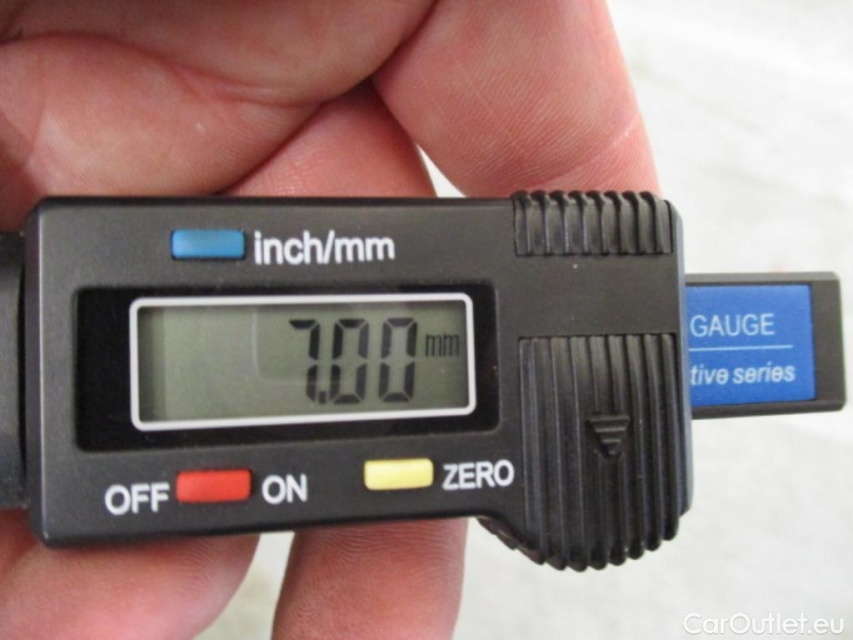 inch/mm
7.00 mm
GAUGE
tive series
OFF ON ZERO
CarOutlet.eu